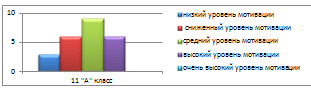 10
5
0
11 "А" класс
низкий уровень мотивации
сниженный уровень мотивации
средний уровень мотивации
высокий уровень мотивации
очень высокий уровень мотивации